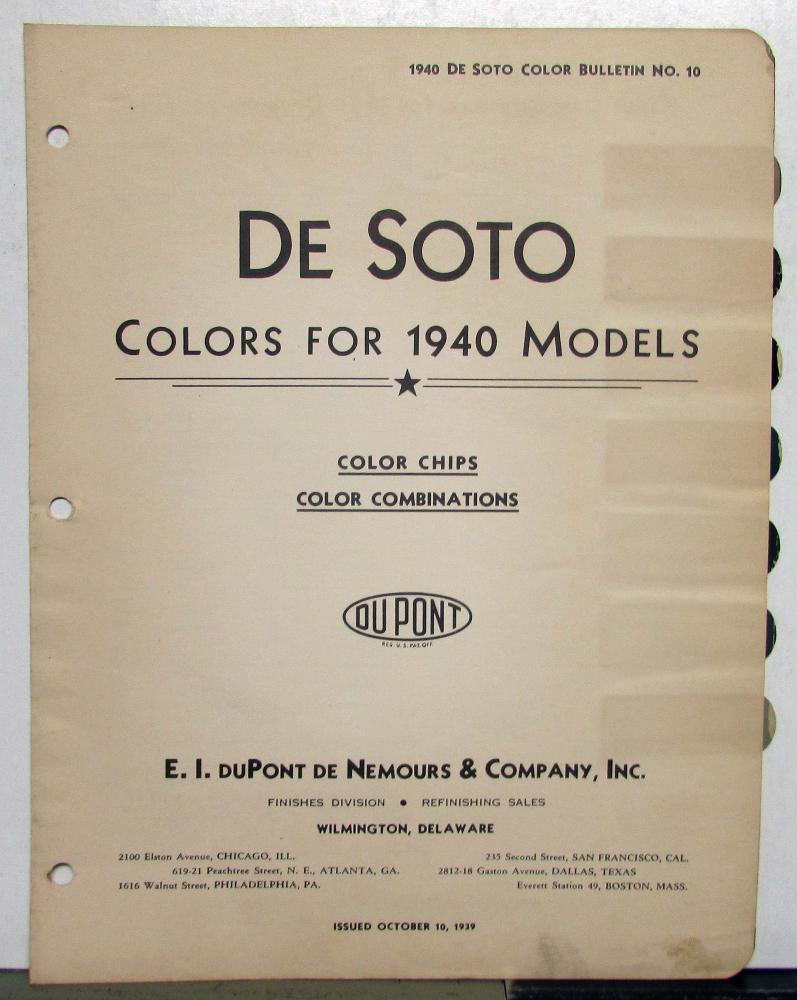 1940 DE SOTO COLOR BULLETIN NO. 10
DE SOTO
COLORS FOR 1940 MODELS
COLOR CHIPS
COLOR COMBINATIONS
DU PONT
REG. U. S. PAT. OFF.
E. I. DUPONT DE NEMOURS & COMPANY, INC.
FINISHES DIVISION • REFINISHING SALES
WILMINGTON, DELAWARE
2100 Elston Avenue, CHICAGO, ILL.
235 Second Street, SAN FRANCISCO, CAL.
619-21 Peachtree Street, N. E., ATLANTA, GA.
2812-18 Gaston Avenue, DALLAS, TEXAS
1616 Walnut Street, PHILADELPHIA, PA.
Everett Station 49, BOSTON, MASS.
ISSUED OCTOBER 10, 1939